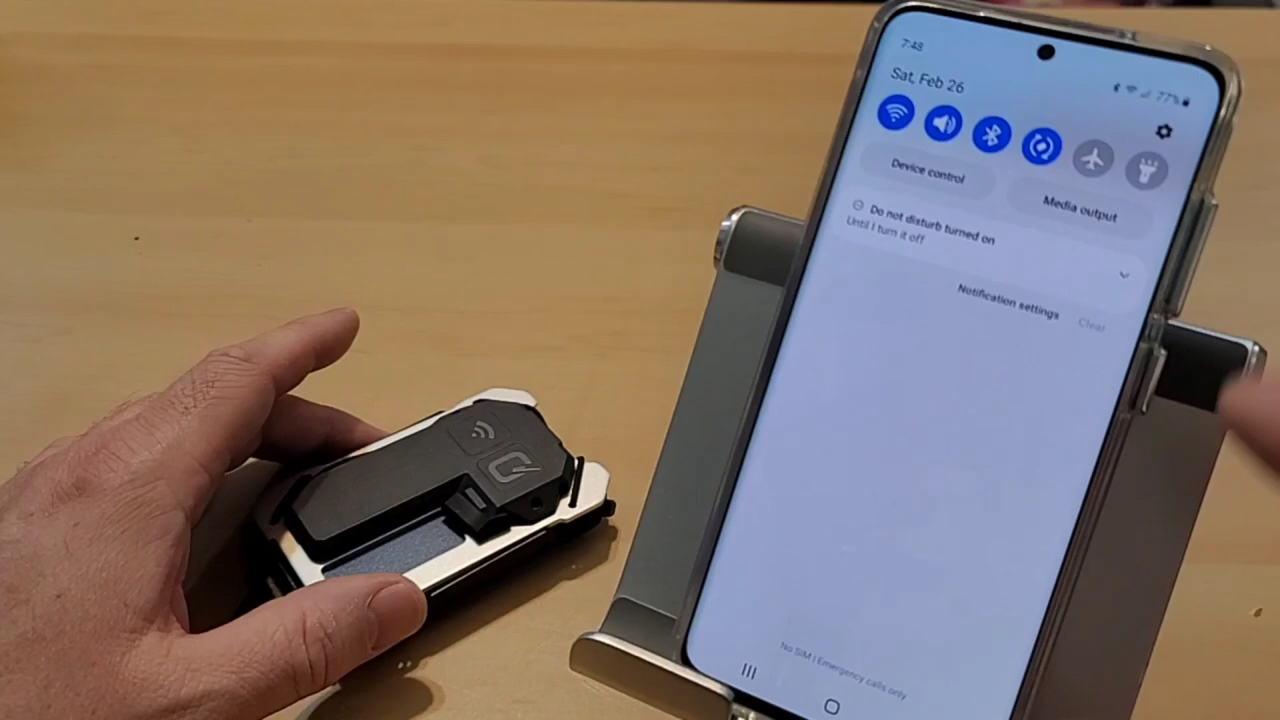 7:48
77%
Sat, Feb 26
Device control
Media output
Do not disturb turned on
Until I turn it off
Notification settings
Clear
No SIM | Emergency calls only